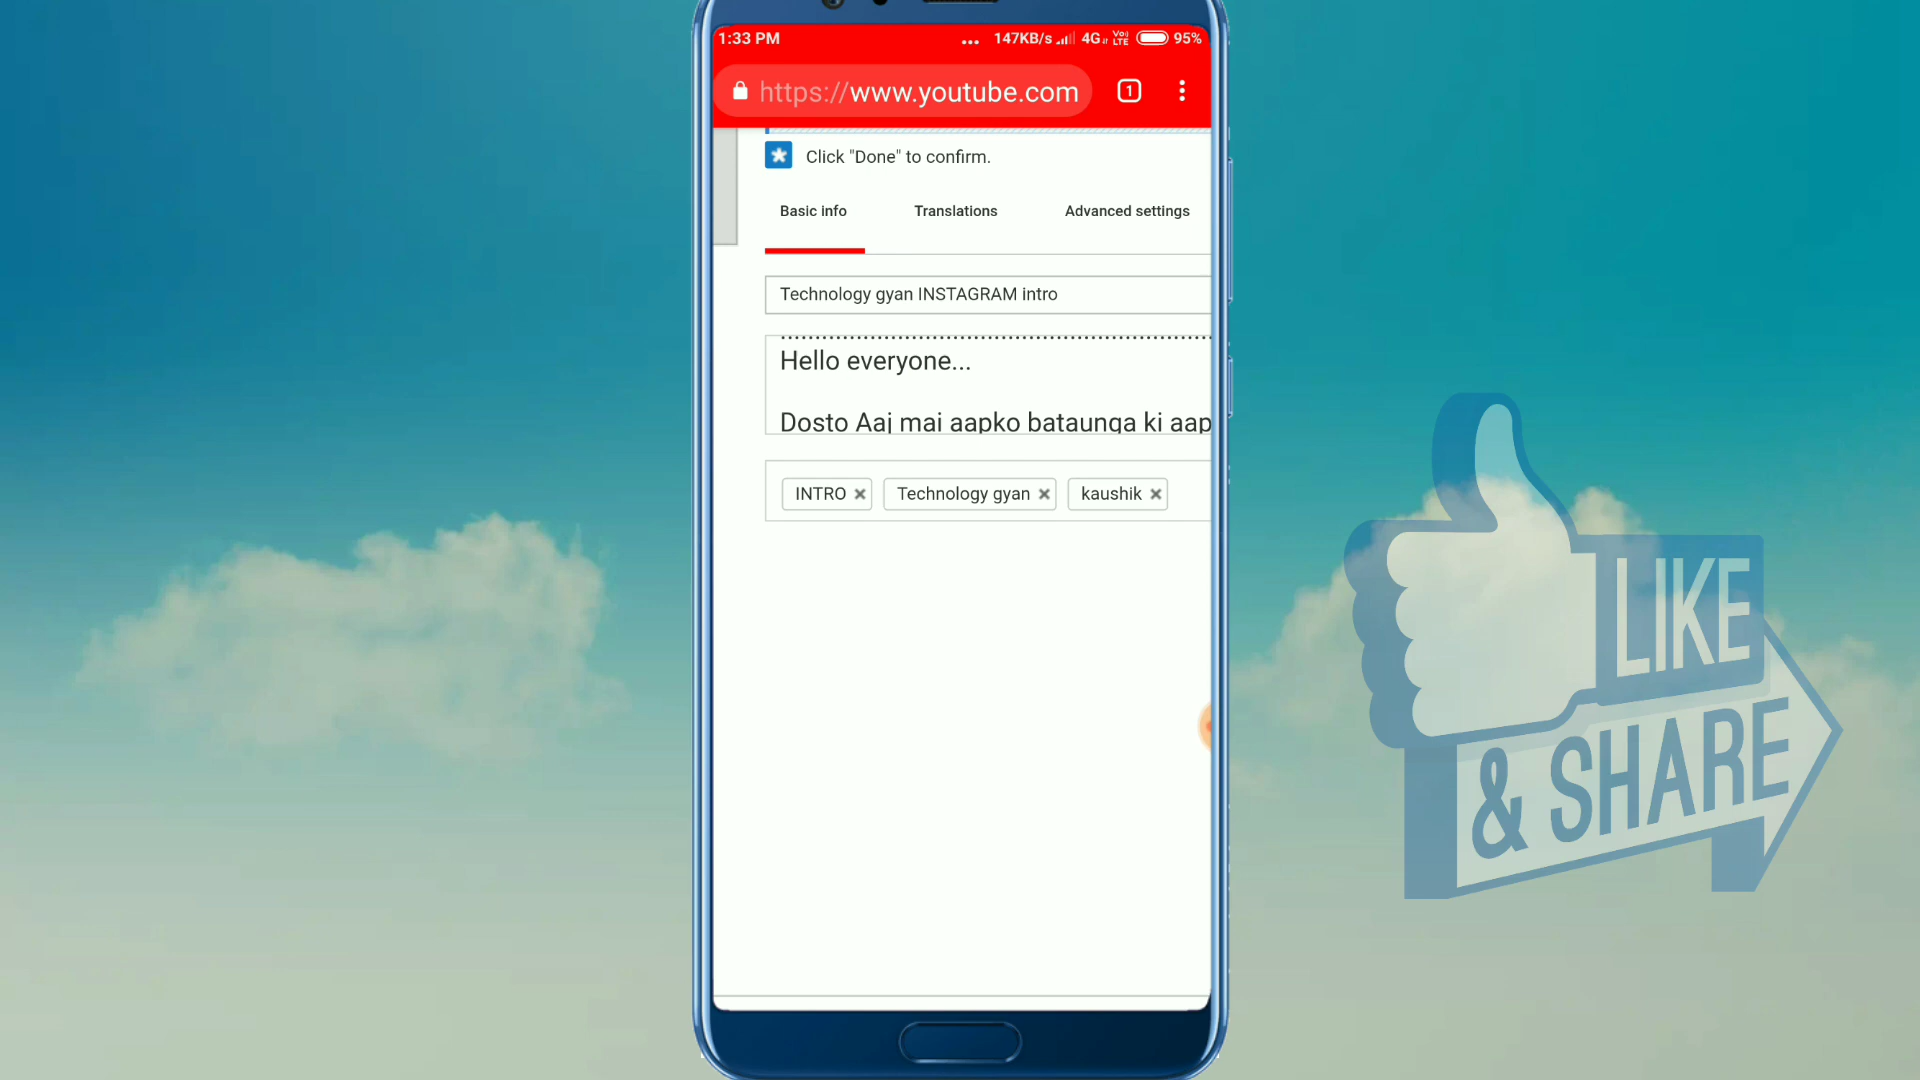 1:33 PM ... 147KB/s 4G VoLTE 95%
https://www.youtube.com 1
Click "Done" to confirm.
Basic info Translations Advanced settings
Technology gyan INSTAGRAM intro
Hello everyone...
Dosto Aaj mai aapko bataunga ki aap
INTRO Technology gyan kaushik
LIKE
& SHARE